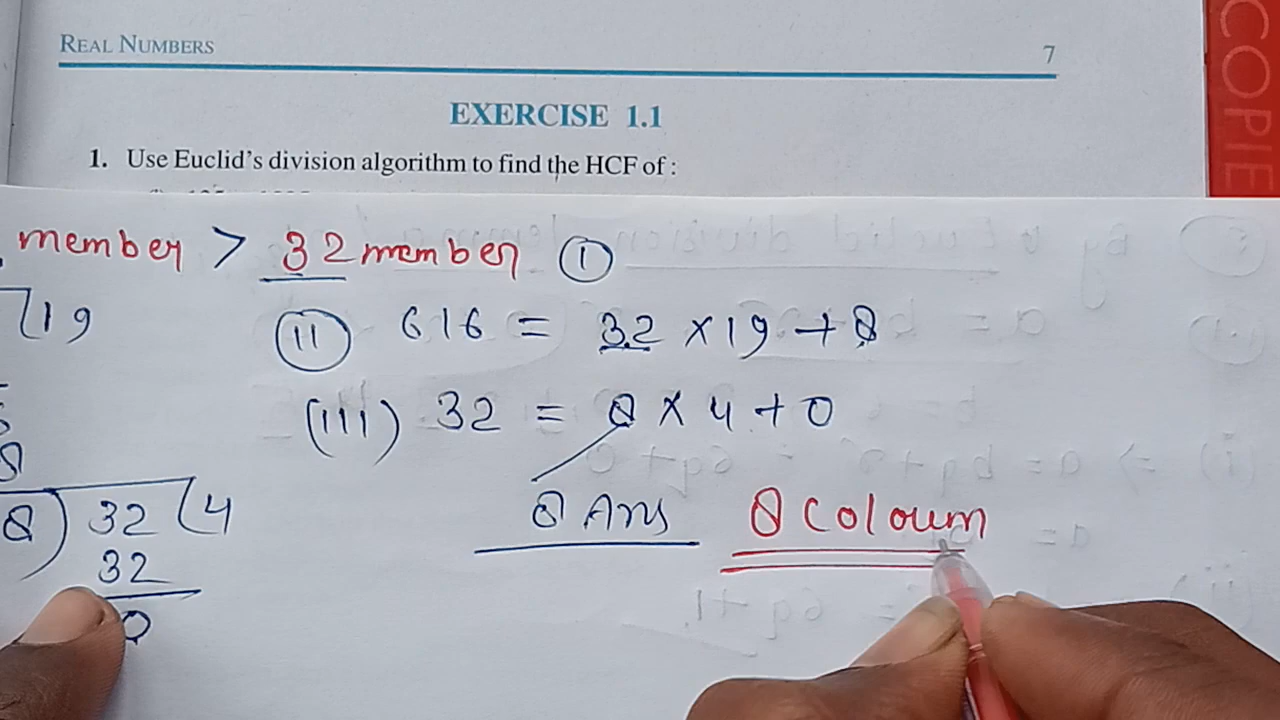 REAL NUMBERS 7
EXERCISE 1.1
1. Use Euclid's division algorithm to find the HCF of :
COPIE
member > 32 member (I)
19
(II) 616 = 32 × 19 + 8
(III) 32 = 8 × 4 + 0
8 ) 32 ( 4
32
0
8 Ans 8 Coloum